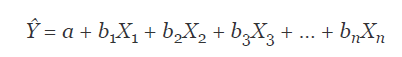 Ŷ = a + b₁X₁ + b₂X₂ + b₃X₃ + ... + bₙXₙ